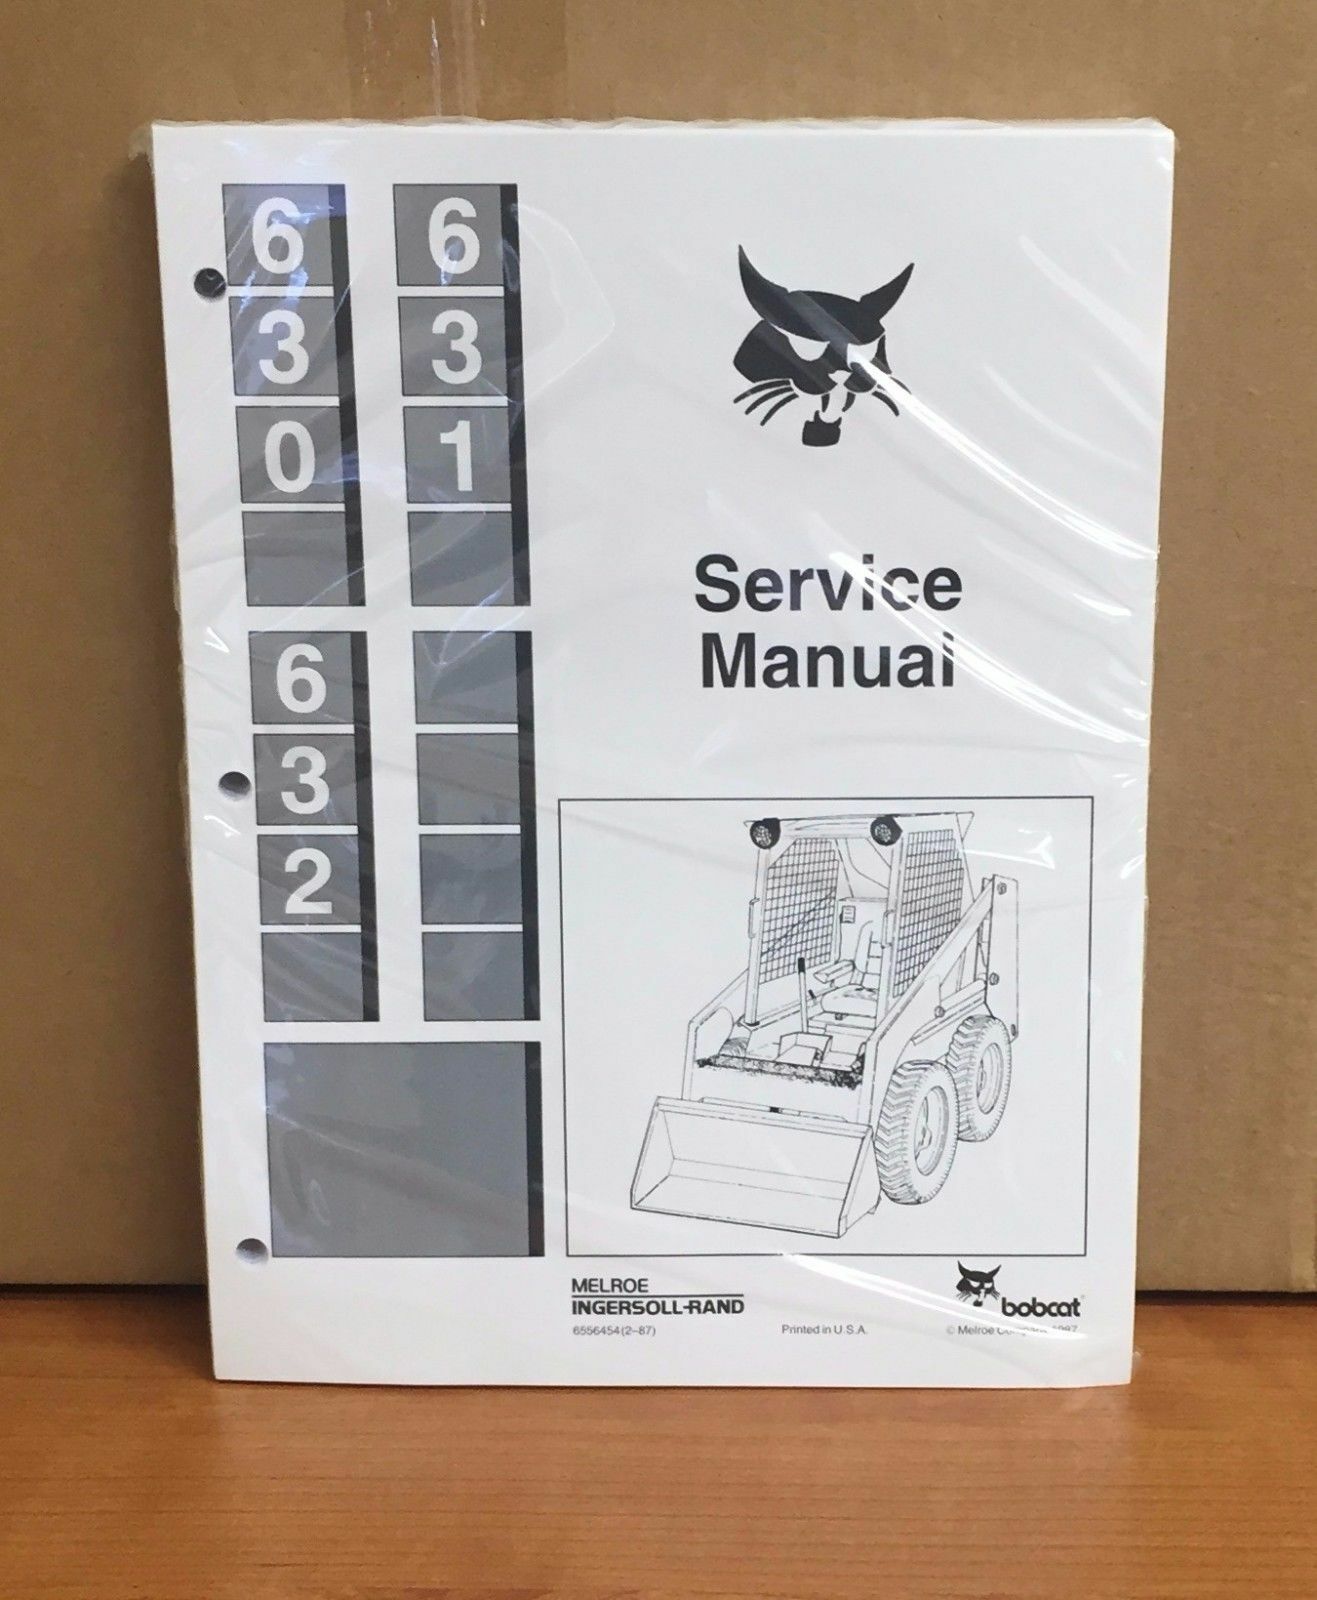 6
3
0
6
3
1
6
3
2
Service
Manual
MELROE
INGERSOLL-RAND
6556454 (2–87)
Printed in U.S.A.
bobcat
© Melroe